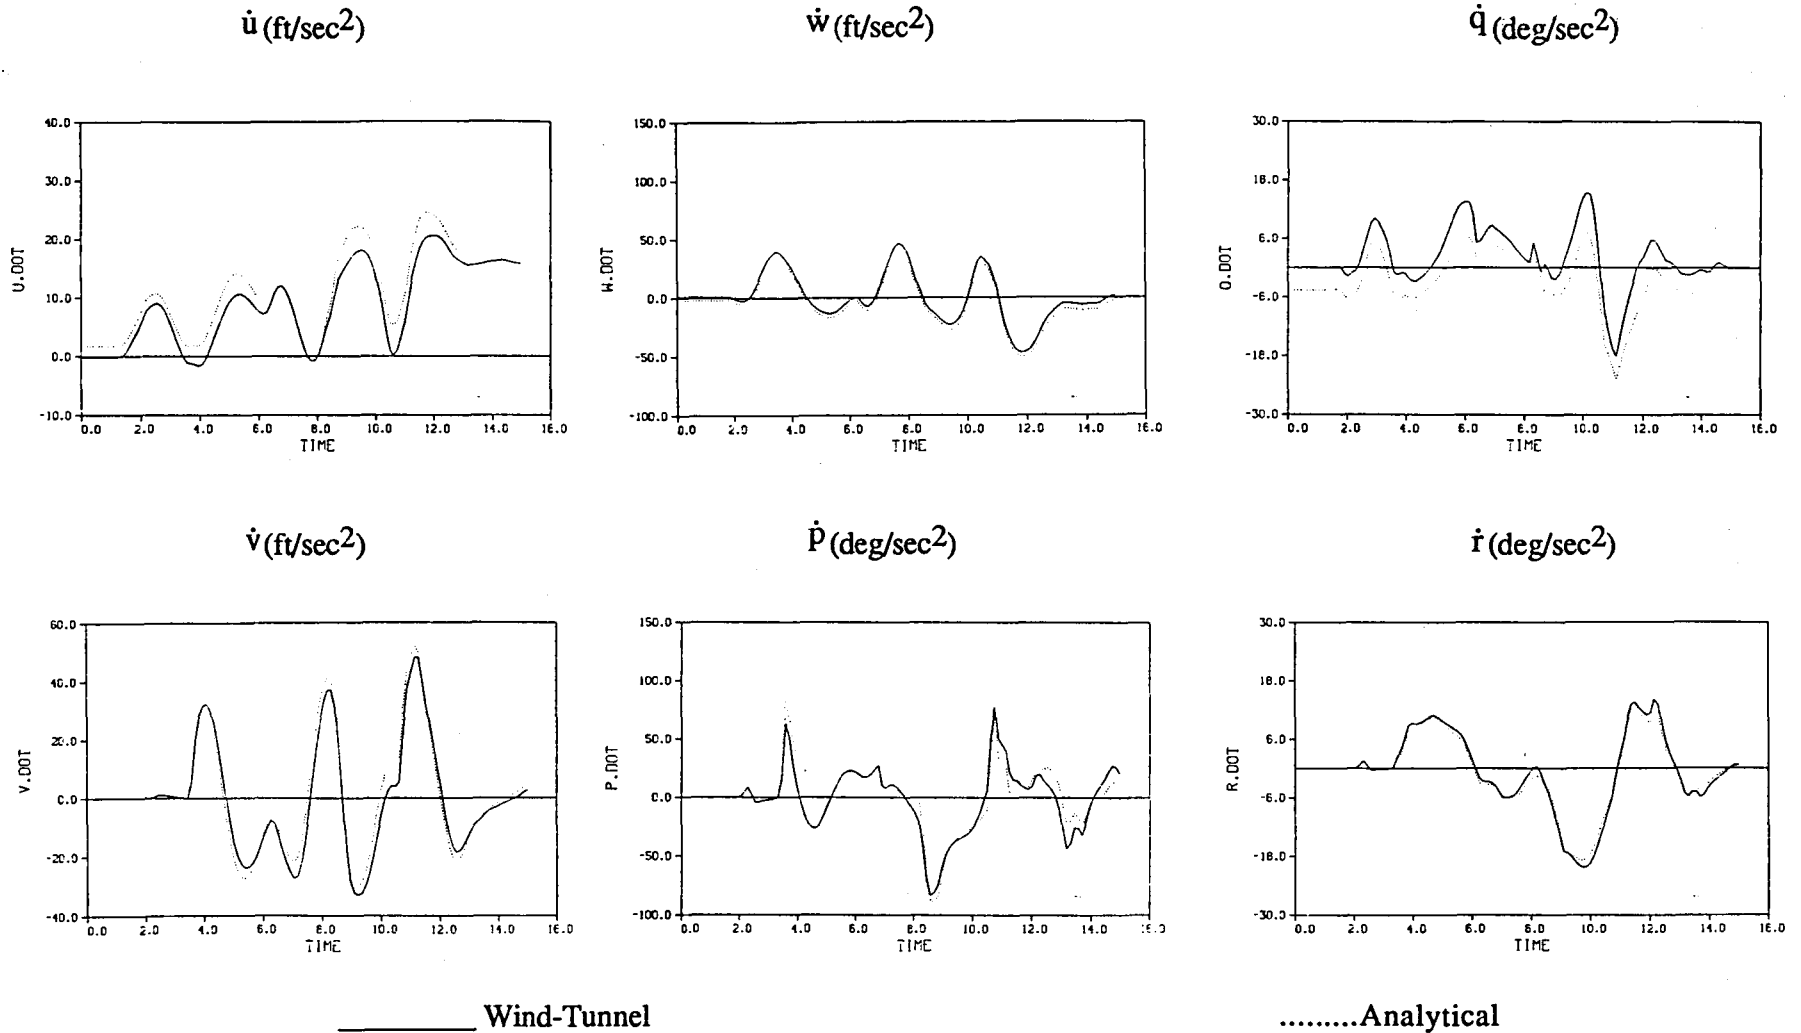 u̇ (ft/sec2)
ẇ (ft/sec2)
q̇ (deg/sec2)
40.0
30.0
20.0
10.0
0.0
-10.0
U.DOT
0.0 2.0 4.0 6.0 8.0 10.0 12.0 14.0 16.0
TIME
150.0
100.0
50.0
0.0
-50.0
-100.0
W.DOT
0.0 2.0 4.0 6.0 8.0 10.0 12.0 14.0 16.0
TIME
30.0
18.0
6.0
-6.0
-18.0
-30.0
Q.DOT
0.0 2.0 4.0 6.0 8.0 10.0 12.0 14.0 16.0
TIME
v̇ (ft/sec2)
ṗ (deg/sec2)
ṙ (deg/sec2)
60.0
40.0
20.0
0.0
-20.0
-40.0
V.DOT
0.0 2.0 4.0 6.0 8.0 10.0 12.0 14.0 16.0
TIME
150.0
100.0
50.0
0.0
-50.0
-100.0
P.DOT
0.0 2.0 4.0 6.0 8.0 10.0 12.0 14.0 16.0
TIME
30.0
18.0
6.0
-6.0
-18.0
-30.0
R.DOT
0.0 2.0 4.0 6.0 8.0 10.0 12.0 14.0 16.0
TIME
Wind-Tunnel
.........Analytical